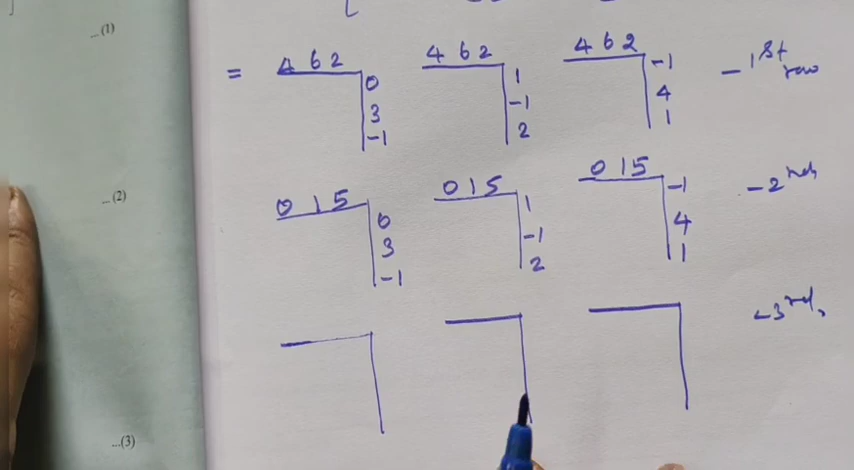 ...(1)
= 4 6 2 4 6 2 4 6 2 - 1st row
0 1 -1
3 -1 4
-1 2 1
...(2)
0 1 5 0 1 5 0 1 5 - 2nd
0 1 -1
3 -1 4
-1 2 1
- 3rd
...(3)